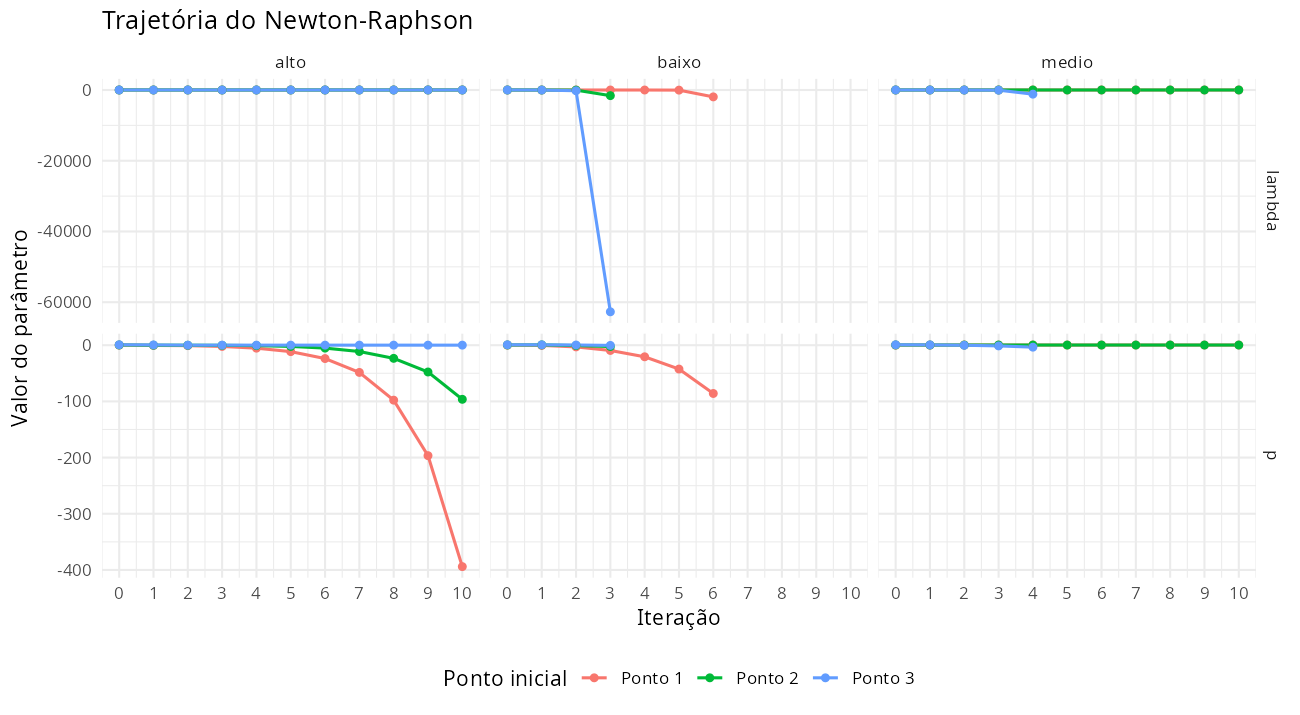 Trajetória do Newton-Raphson
alto baixo medio
0
-20000
-40000
-60000
lambda
0
-100
-200
-300
-400
p
0 1 2 3 4 5 6 7 8 9 10 0 1 2 3 4 5 6 7 8 9 10 0 1 2 3 4 5 6 7 8 9 10
Valor do parâmetro
Iteração
Ponto inicial Ponto 1 Ponto 2 Ponto 3